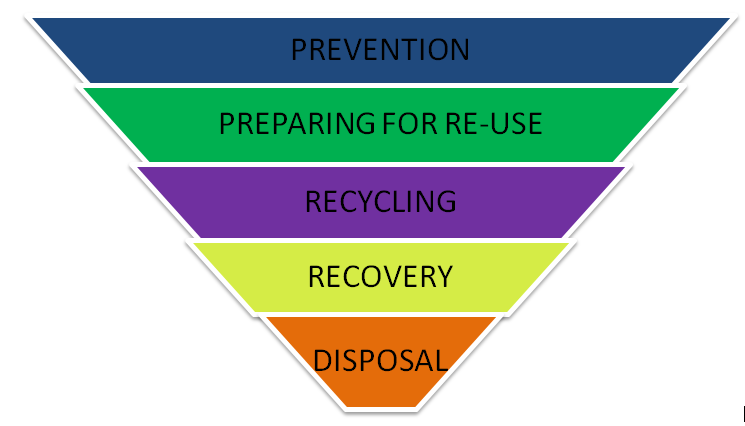 PREVENTION
PREPARING FOR RE-USE
RECYCLING
RECOVERY
DISPOSAL